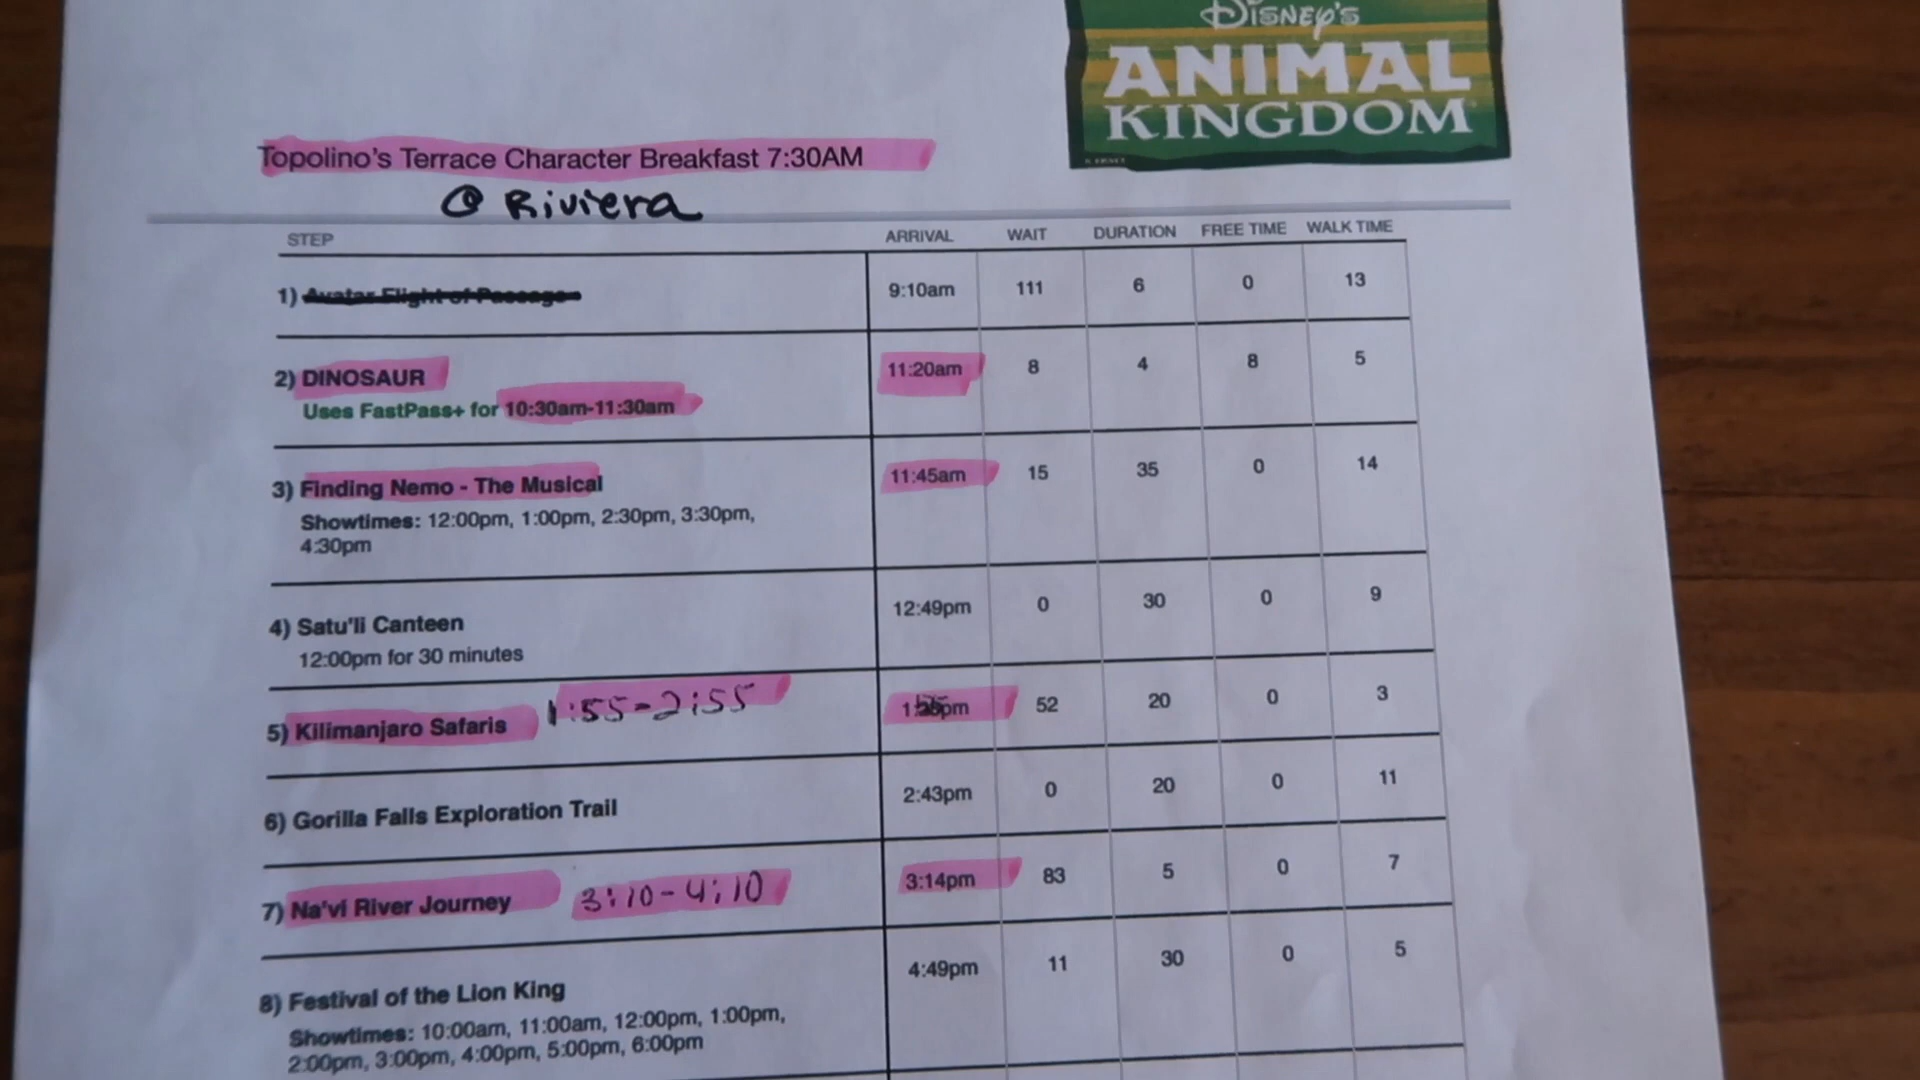 Disney's
ANIMAL
KINGDOM
Topolino's Terrace Character Breakfast 7:30AM
@ Riviera
STEP ARRIVAL WAIT DURATION FREE TIME WALK TIME
1) Avatar Flight of Passage 9:10am 111 6 0 13
2) DINOSAUR 11:20am 8 4 8 5
Uses FastPass+ for 10:30am-11:30am
3) Finding Nemo - The Musical 11:45am 15 35 0 14
Showtimes: 12:00pm, 1:00pm, 2:30pm, 3:30pm,
4:30pm
4) Satu'li Canteen 12:49pm 0 30 0 9
12:00pm for 30 minutes
5) Kilimanjaro Safaris 1:55-2:55 52 20 0 3
6) Gorilla Falls Exploration Trail 2:43pm 0 20 0 11
7) Na'vi River Journey 3:10-4:10 3:14pm 83 5 0 7
8) Festival of the Lion King 4:49pm 11 30 0 5
Showtimes: 10:00am, 11:00am, 12:00pm, 1:00pm,
2:00pm, 3:00pm, 4:00pm, 5:00pm, 6:00pm